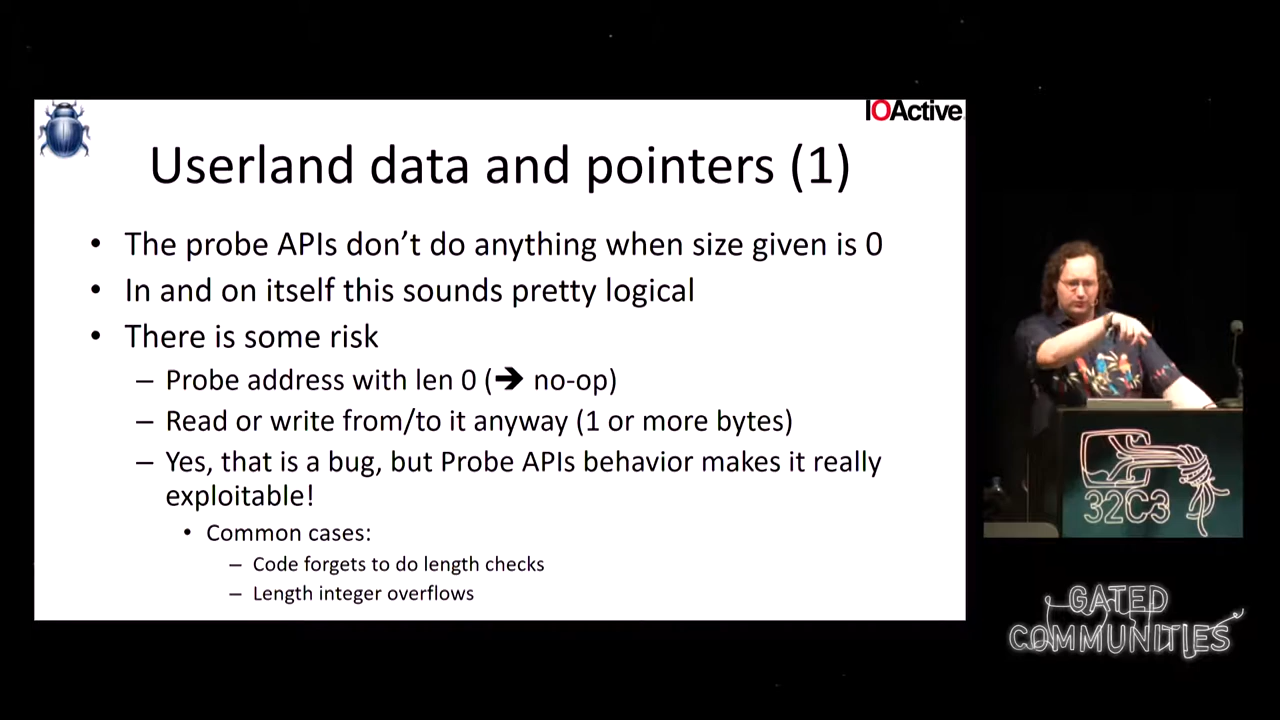 IOActive
Userland data and pointers (1)
• The probe APIs don’t do anything when size given is 0
• In and on itself this sounds pretty logical
• There is some risk
– Probe address with len 0 (➔ no-op)
– Read or write from/to it anyway (1 or more bytes)
– Yes, that is a bug, but Probe APIs behavior makes it really
exploitable!
• Common cases:
– Code forgets to do length checks
– Length integer overflows
32C3
GATED
COMMUNITIES